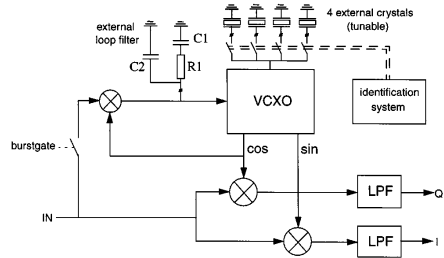 external
loop filter
4 external crystals
(tunable)
C1
C2
R1
VCXO
identification
system
burstgate
cos
sin
IN
LPF
Q
LPF
I